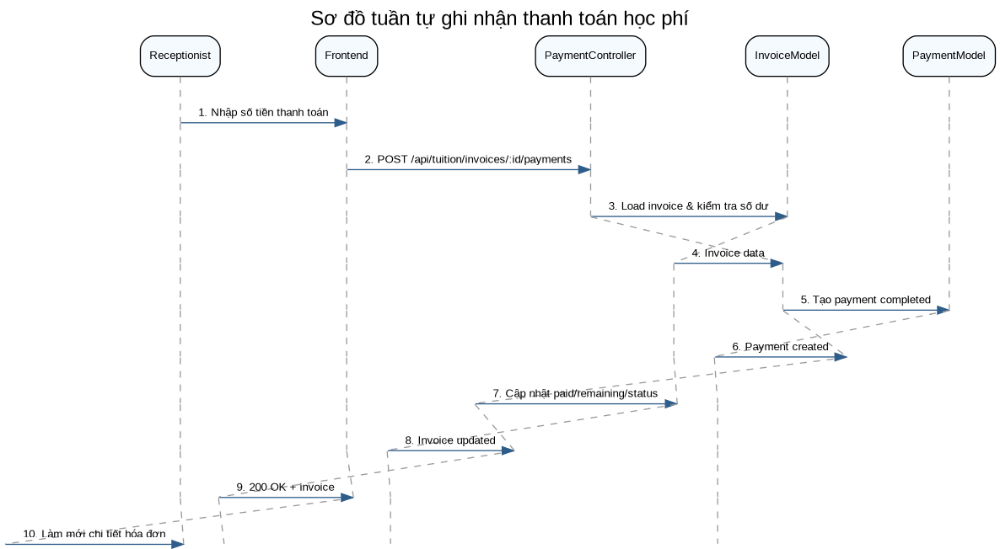 Sơ đồ tuần tự ghi nhận thanh toán học phí
Receptionist
Frontend
PaymentController
InvoiceModel
PaymentModel
1. Nhập số tiền thanh toán
2. POST /api/tuition/invoices/:id/payments
3. Load invoice & kiểm tra số dư
4. Invoice data
5. Tạo payment completed
6. Payment created
7. Cập nhật paid/remaining/status
8. Invoice updated
9. 200 OK + invoice
10. Làm mới chi tiết hóa đơn